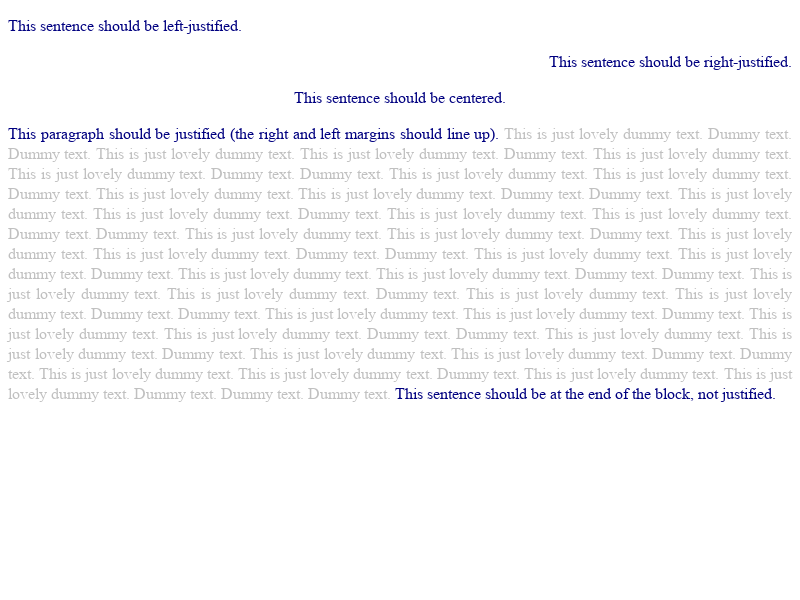 This sentence should be left-justified.
This sentence should be right-justified.
This sentence should be centered.
This paragraph should be justified (the right and left margins should line up). This is just lovely dummy text. Dummy text.
Dummy text. This is just lovely dummy text. This is just lovely dummy text. Dummy text. This is just lovely dummy text.
This is just lovely dummy text. Dummy text. Dummy text. This is just lovely dummy text. This is just lovely dummy text.
Dummy text. This is just lovely dummy text. This is just lovely dummy text. Dummy text. Dummy text. This is just lovely
dummy text. This is just lovely dummy text. Dummy text. This is just lovely dummy text. This is just lovely dummy text.
Dummy text. Dummy text. This is just lovely dummy text. This is just lovely dummy text. Dummy text. This is just lovely
dummy text. This is just lovely dummy text. Dummy text. Dummy text. This is just lovely dummy text. This is just lovely
dummy text. Dummy text. This is just lovely dummy text. This is just lovely dummy text. Dummy text. Dummy text. This is
just lovely dummy text. This is just lovely dummy text. Dummy text. This is just lovely dummy text. This is just lovely
dummy text. Dummy text. Dummy text. This is just lovely dummy text. This is just lovely dummy text. Dummy text. This is
just lovely dummy text. This is just lovely dummy text. Dummy text. Dummy text. This is just lovely dummy text. This is
just lovely dummy text. Dummy text. This is just lovely dummy text. This is just lovely dummy text. Dummy text. Dummy
text. This is just lovely dummy text. This is just lovely dummy text. Dummy text. This is just lovely dummy text. This is just
lovely dummy text. Dummy text. Dummy text. Dummy text. This sentence should be at the end of the block, not justified.